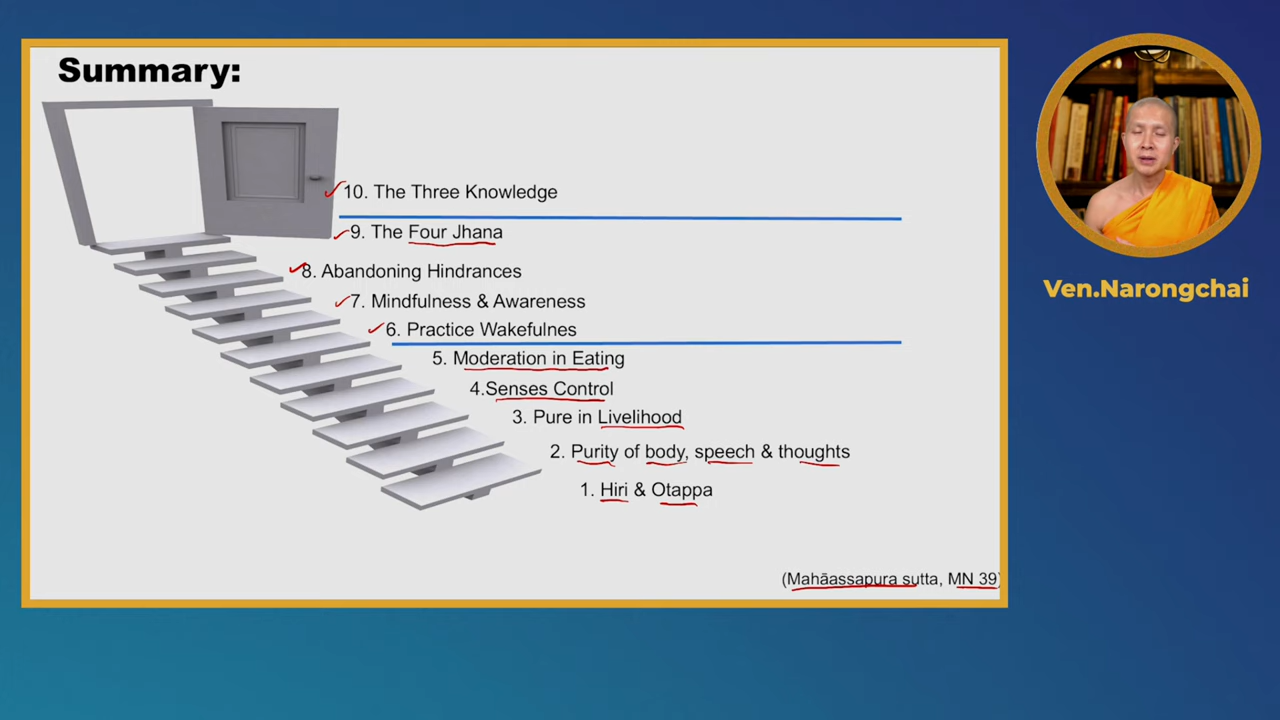 Summary:
10. The Three Knowledge
9. The Four Jhana
8. Abandoning Hindrances
7. Mindfulness & Awareness
6. Practice Wakefulnes
5. Moderation in Eating
4.Senses Control
3. Pure in Livelihood
2. Purity of body, speech & thoughts
1. Hiri & Otappa
(Mahāassapura sutta, MN 39)
Ven.Narongchai